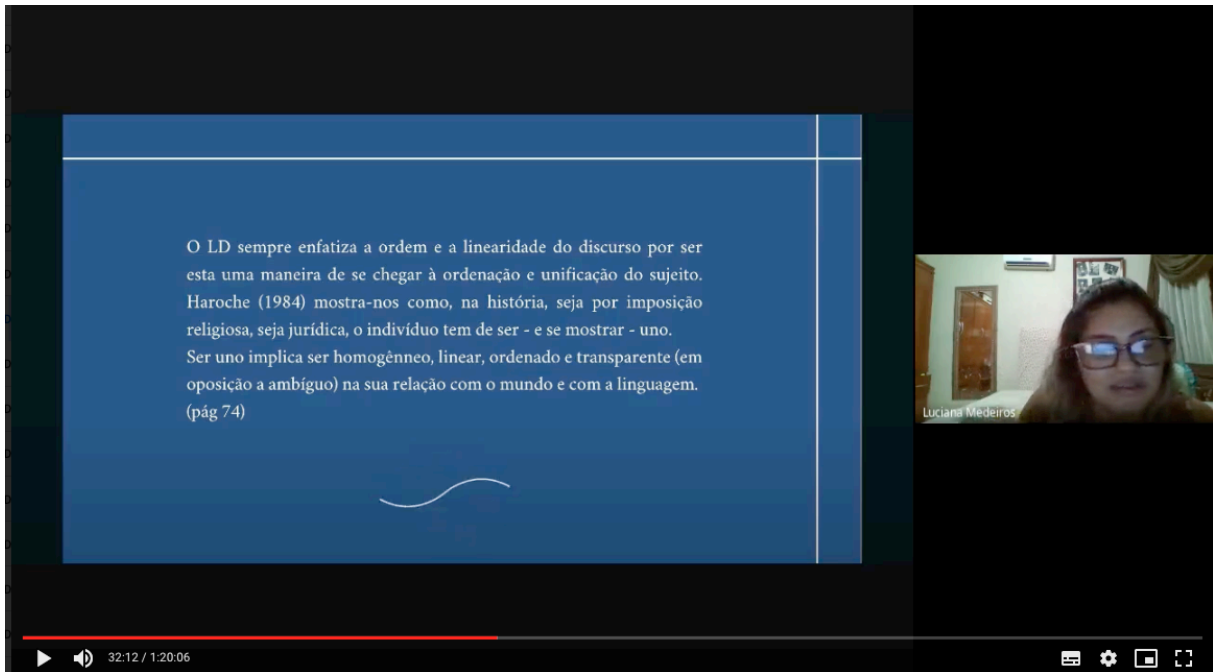 O LD sempre enfatiza a ordem e a linearidade do discurso por ser
esta uma maneira de se chegar à ordenação e unificação do sujeito.
Haroche (1984) mostra-nos como, na história, seja por imposição
religiosa, seja jurídica, o indivíduo tem de ser - e se mostrar - uno.
Ser uno implica ser homogênneo, linear, ordenado e transparente (em
oposição a ambíguo) na sua relação com o mundo e com a linguagem.
(pág 74)
Luciana Medeiros
32:12 / 1:20:06